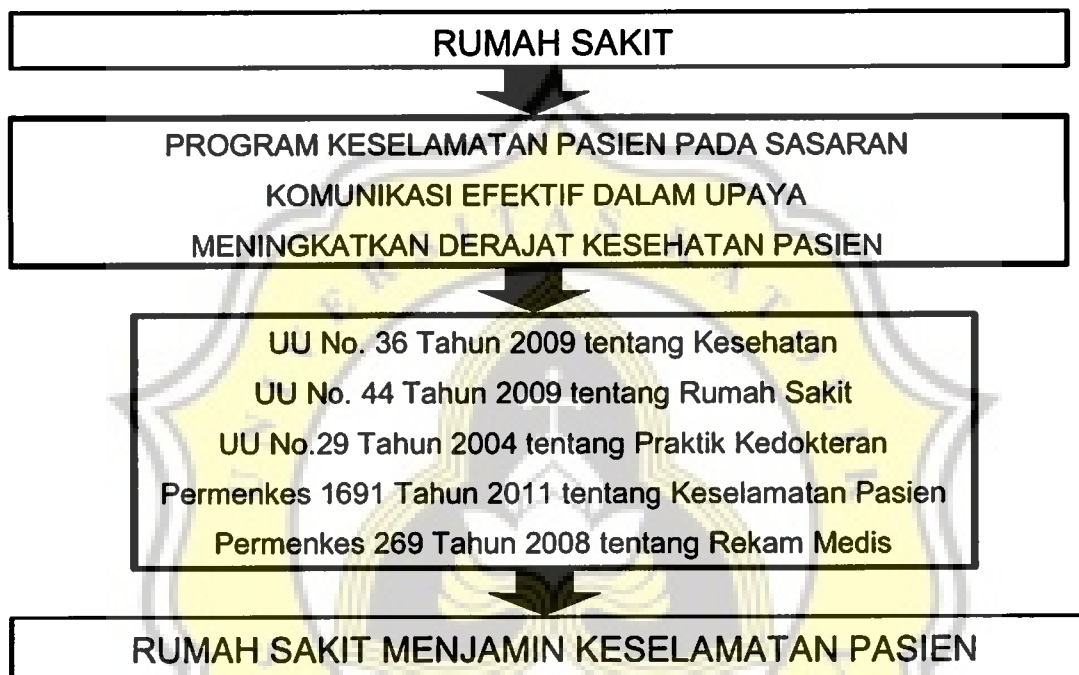 RUMAH SAKIT
PROGRAM KESELAMATAN PASIEN PADA SASARAN
KOMUNIKASI EFEKTIF DALAM UPAYA
MENINGKATKAN DERAJAT KESEHATAN PASIEN
UU No. 36 Tahun 2009 tentang Kesehatan
UU No. 44 Tahun 2009 tentang Rumah Sakit
UU No.29 Tahun 2004 tentang Praktik Kedokteran
Permenkes 1691 Tahun 2011 tentang Keselamatan Pasien
Permenkes 269 Tahun 2008 tentang Rekam Medis
RUMAH SAKIT MENJAMIN KESELAMATAN PASIEN